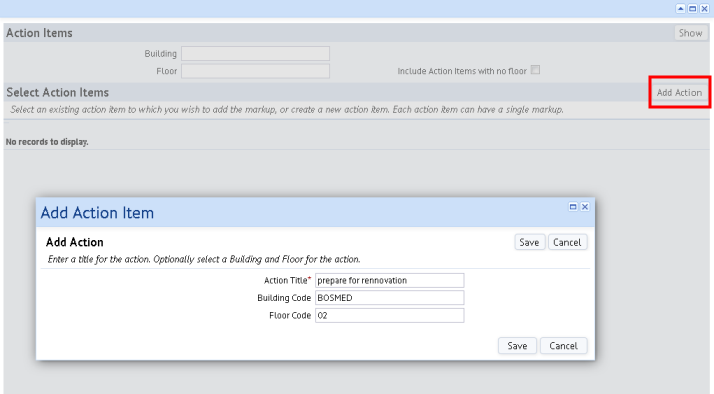 Action Items Show
Building
Floor Include Action Items with no floor
Select Action Items Add Action
Select an existing action item to which you wish to add the markup, or create a new action item. Each action item can have a single markup.
No records to display.
Add Action Item
Add Action Save Cancel
Enter a title for the action. Optionally select a Building and Floor for the action.
Action Title* prepare for rennovation
Building Code BOSMED
Floor Code 02
Save Cancel